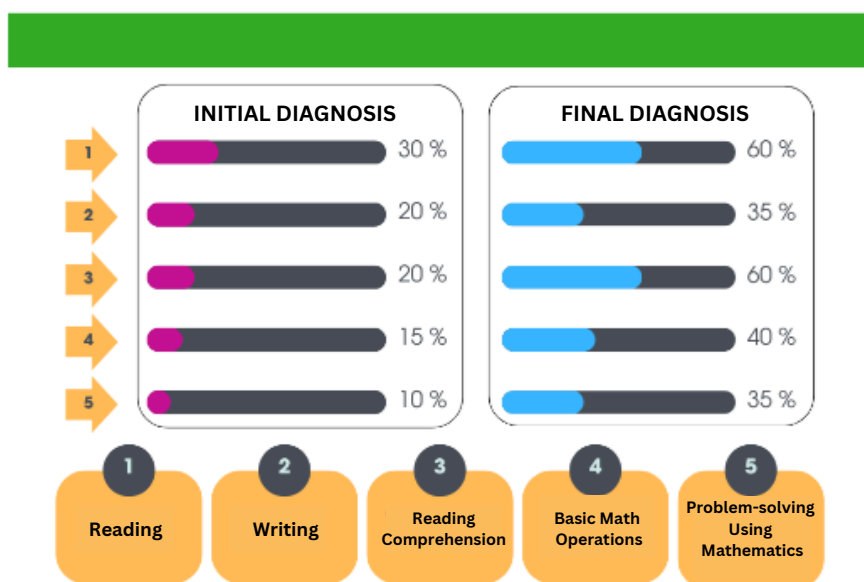 INITIAL DIAGNOSIS
FINAL DIAGNOSIS
1
30 %
60 %
2
20 %
35 %
3
20 %
60 %
4
15 %
40 %
5
10 %
35 %
1
Reading
2
Writing
3
Reading
Comprehension
4
Basic Math
Operations
5
Problem-solving
Using
Mathematics